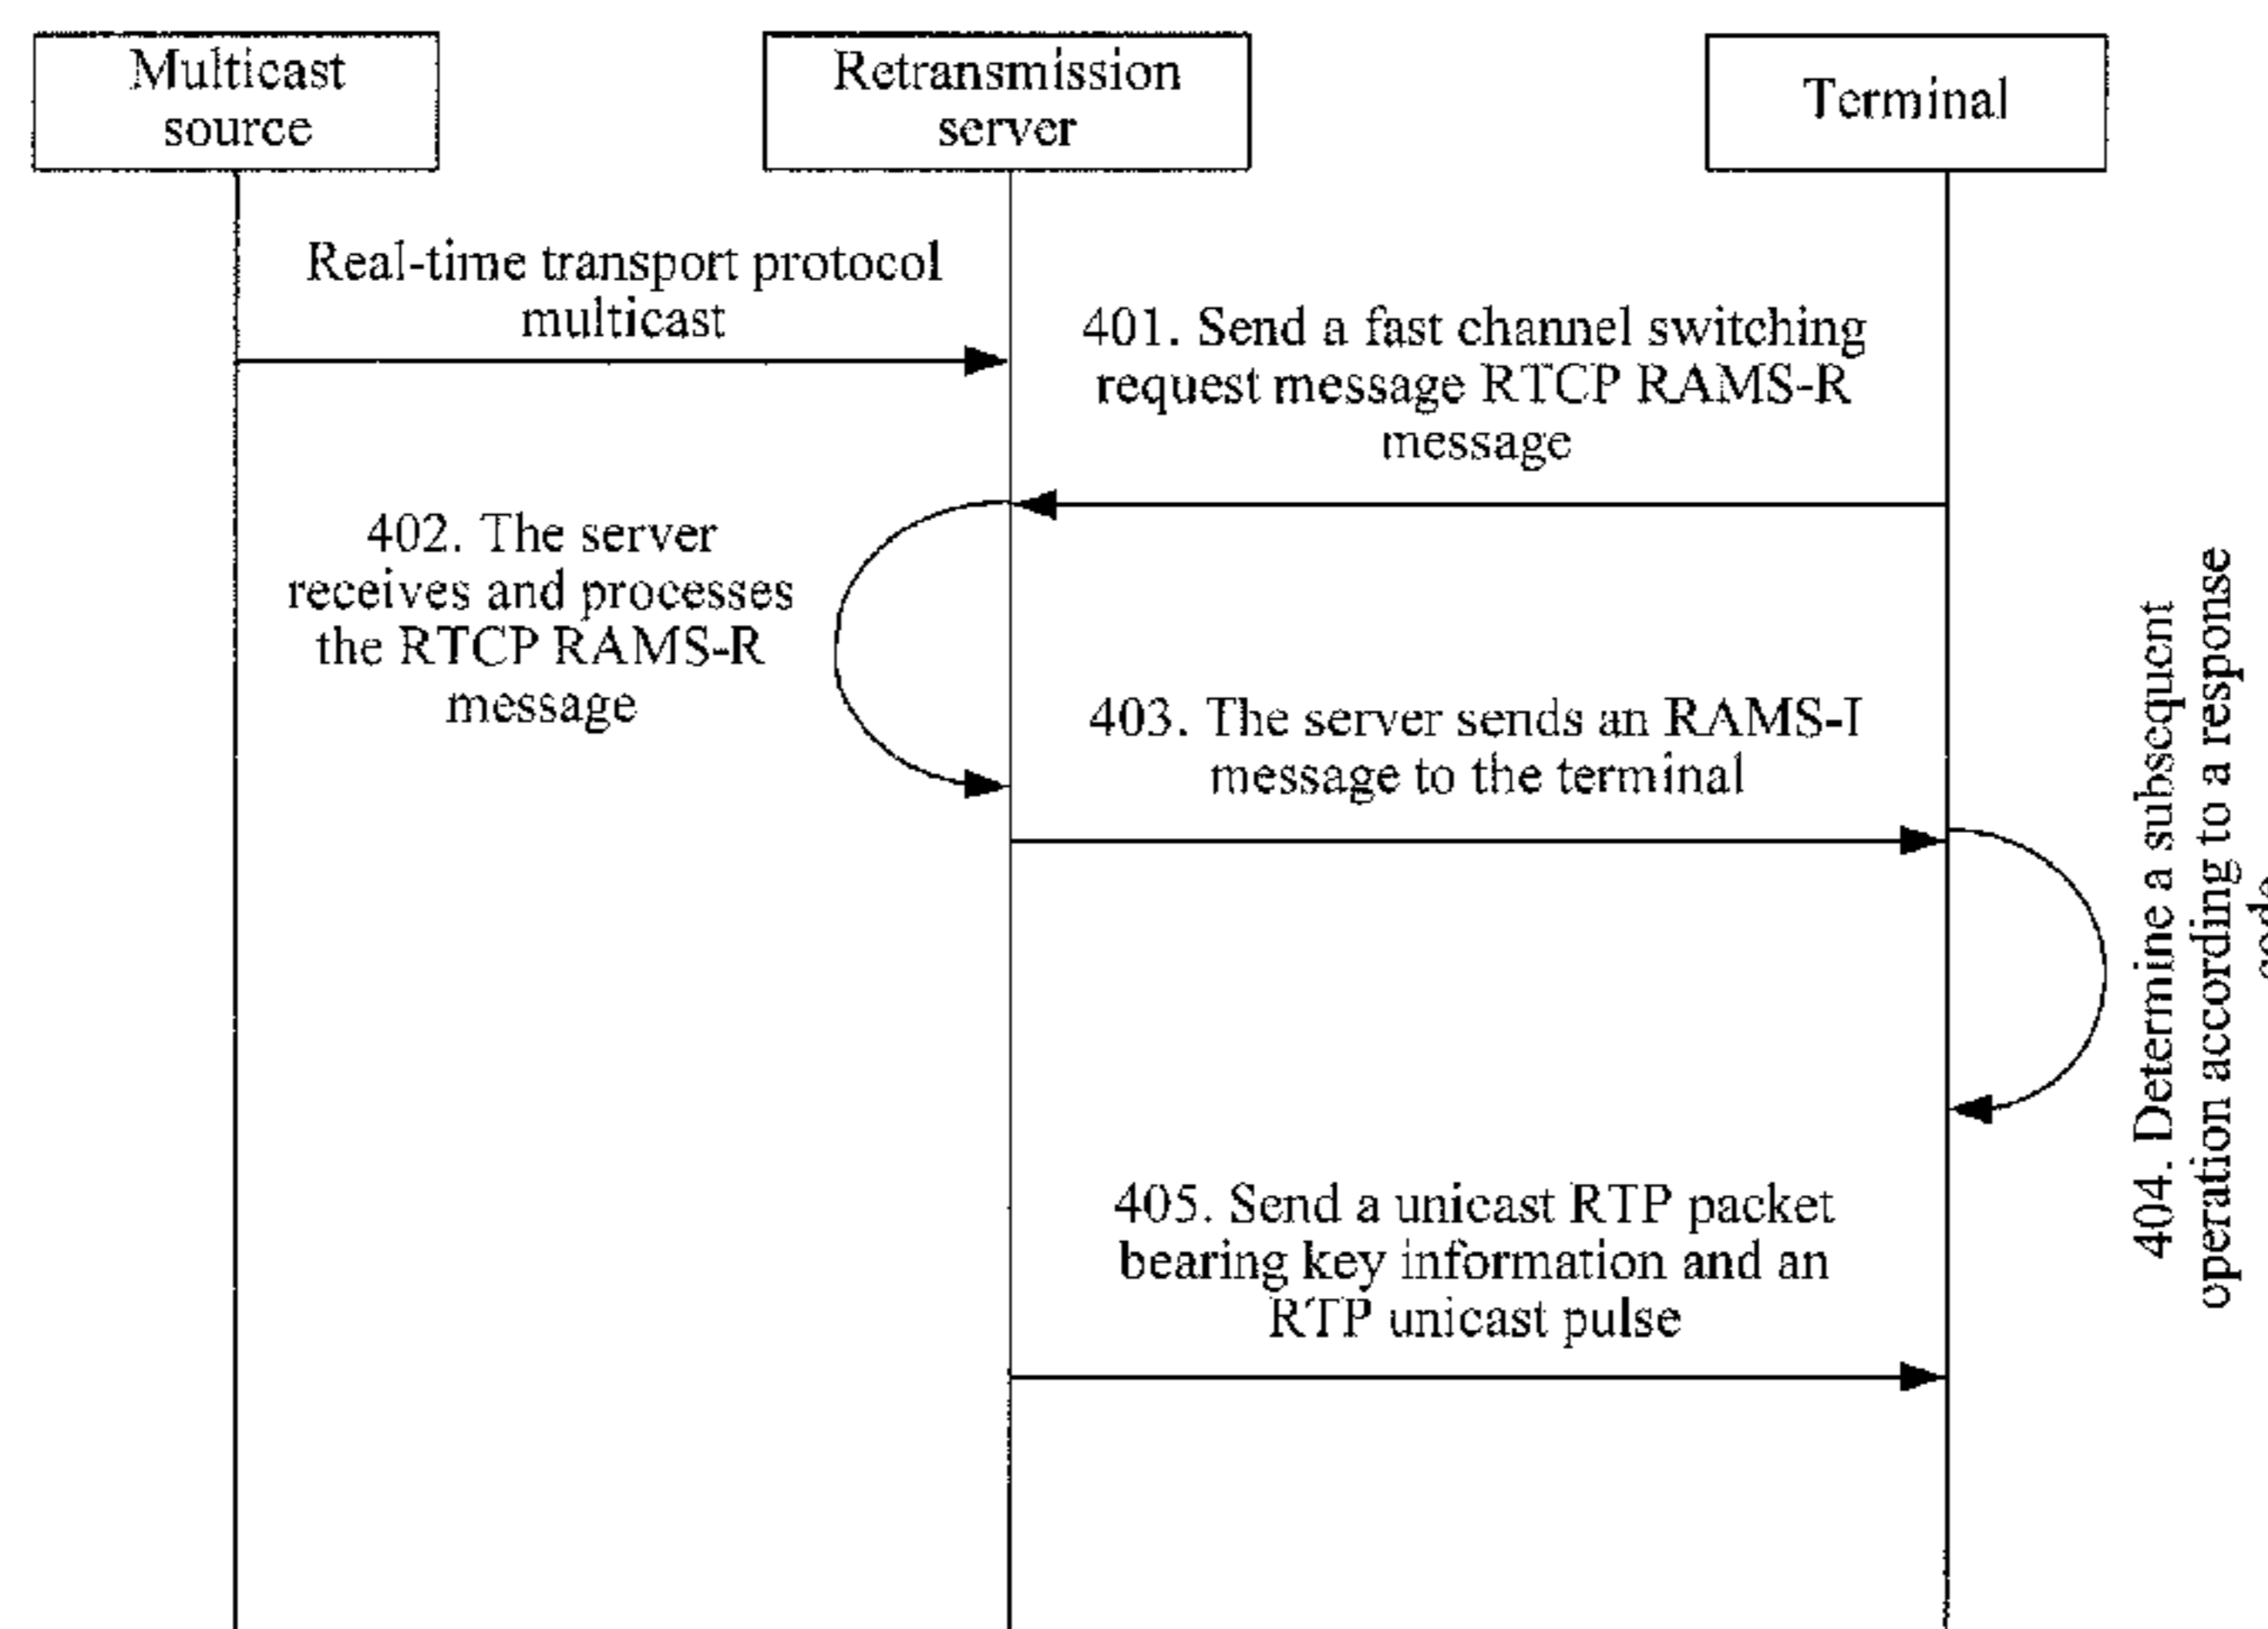 Multicast
source
Retransmission
server
Terminal
Real-time transport protocol
multicast
401. Send a fast channel switching
request message RTCP RAMS-R
message
402. The server
receives and processes
the RTCP RAMS-R
message
403. The server sends an RAMS-I
message to the terminal
404. Determine a subsequent
operation according to a response
405. Send a unicast RTP packet
bearing key information and an
RTP unicast pulse